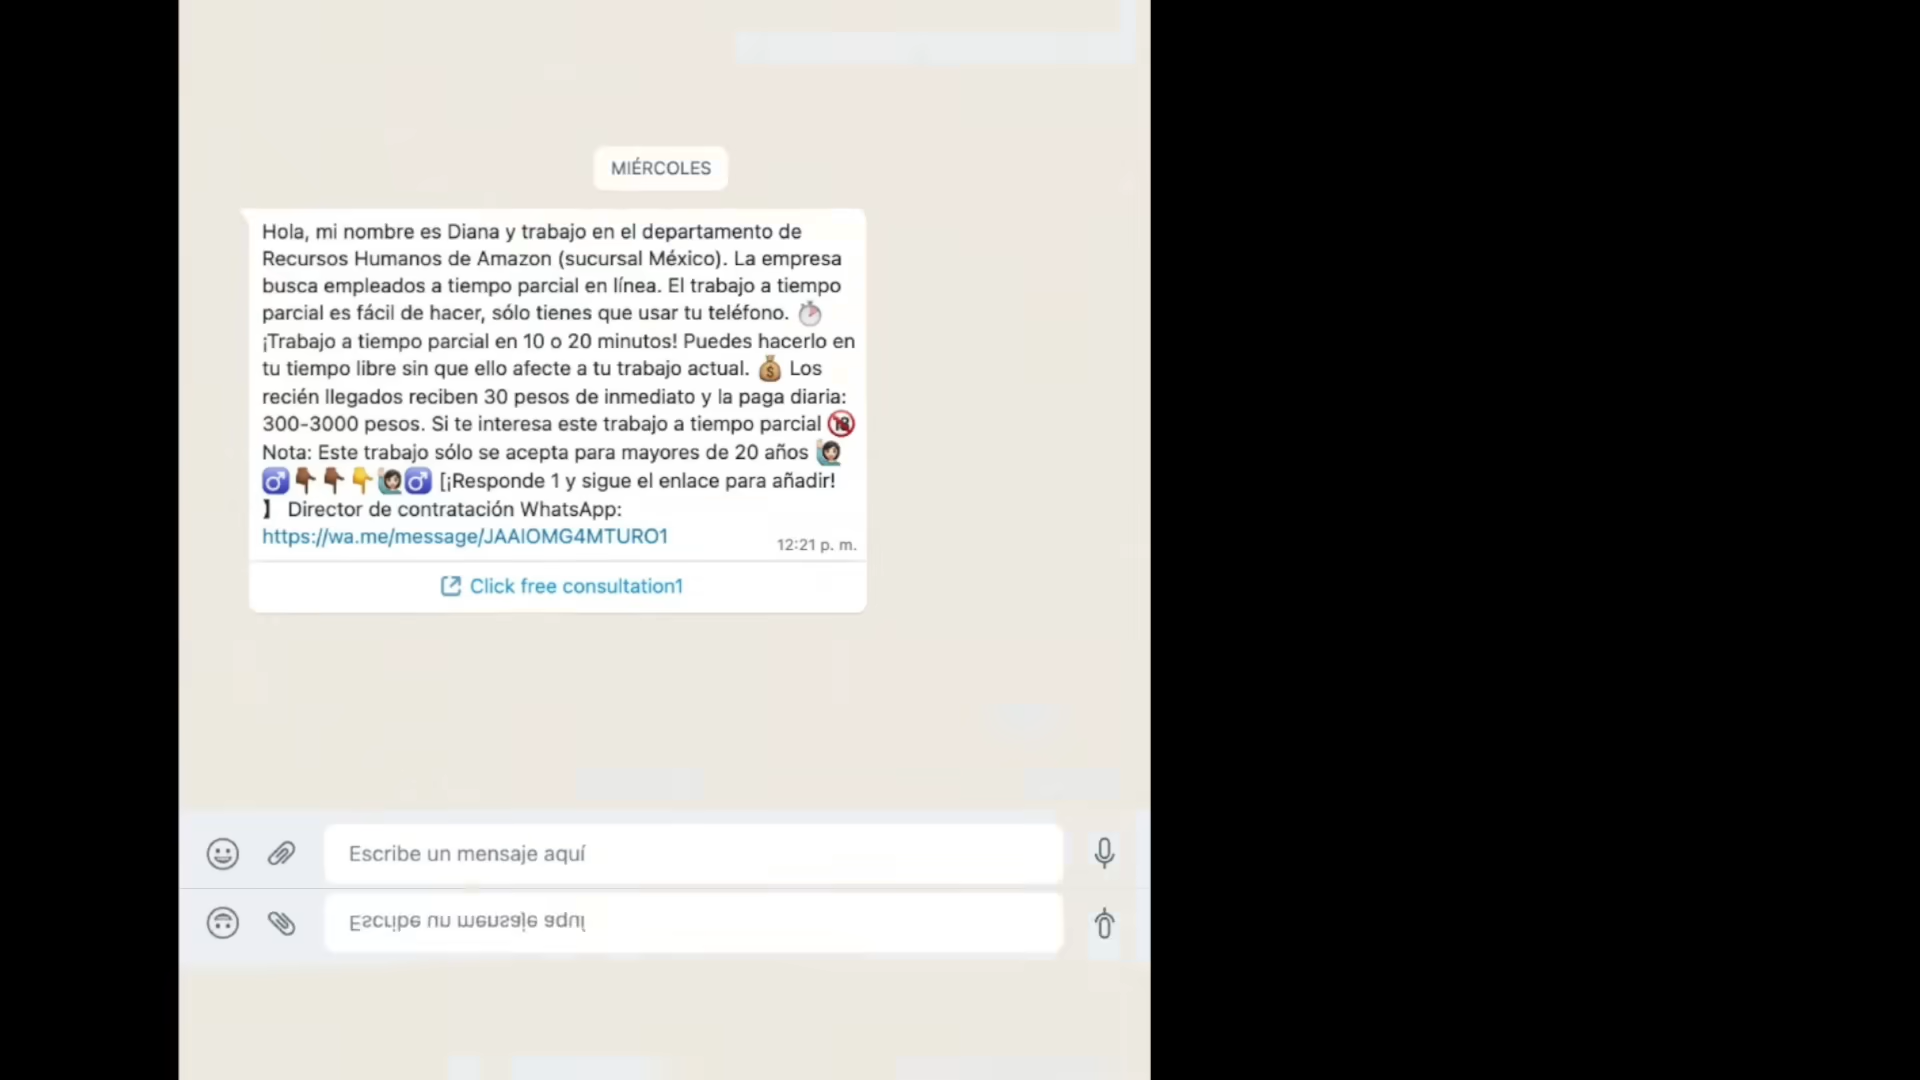 MIÉRCOLES
Hola, mi nombre es Diana y trabajo en el departamento de
Recursos Humanos de Amazon (sucursal México). La empresa
busca empleados a tiempo parcial en línea. El trabajo a tiempo
parcial es fácil de hacer, sólo tienes que usar tu teléfono. ⏱
¡Trabajo a tiempo parcial en 10 o 20 minutos! Puedes hacerlo en
tu tiempo libre sin que ello afecte a tu trabajo actual. 💰 Los
recién llegados reciben 30 pesos de inmediato y la paga diaria:
300-3000 pesos. Si te interesa este trabajo a tiempo parcial 🔞
Nota: Este trabajo sólo se acepta para mayores de 20 años 🙋🏻
♂👇🏾👇🏾👇🙋🏻♂ [¡Responde 1 y sigue el enlace para añadir!
】 Director de contratación WhatsApp:
https://wa.me/message/JAAIOMG4MTURO1
12:21 p. m.
Click free consultation1
Escribe un mensaje aquí
Escribe un mensaje aquí